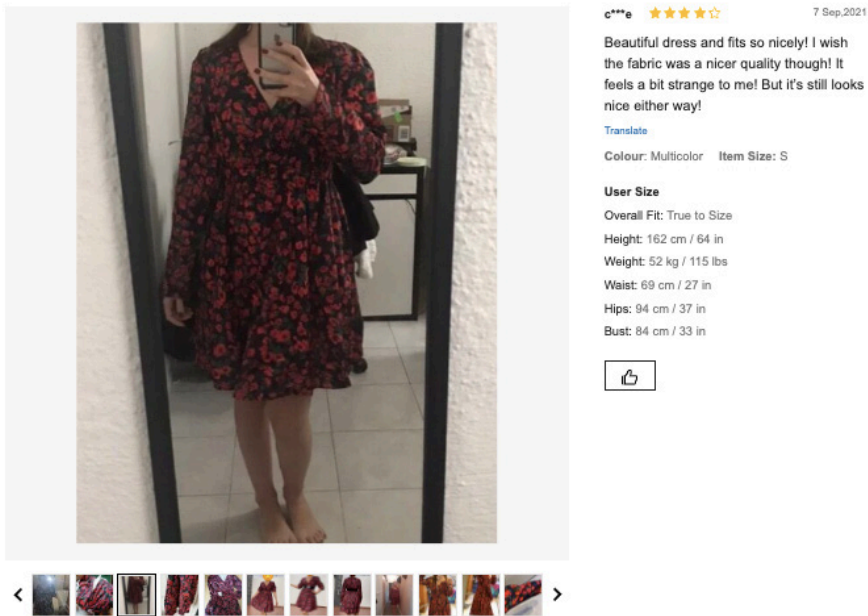 c***e
7 Sep,2021
Beautiful dress and fits so nicely! I wish
the fabric was a nicer quality though! It
feels a bit strange to me! But it's still looks
nice either way!
Translate
Colour: Multicolor Item Size: S
User Size
Overall Fit: True to Size
Height: 162 cm / 64 in
Weight: 52 kg / 115 lbs
Waist: 69 cm / 27 in
Hips: 94 cm / 37 in
Bust: 84 cm / 33 in